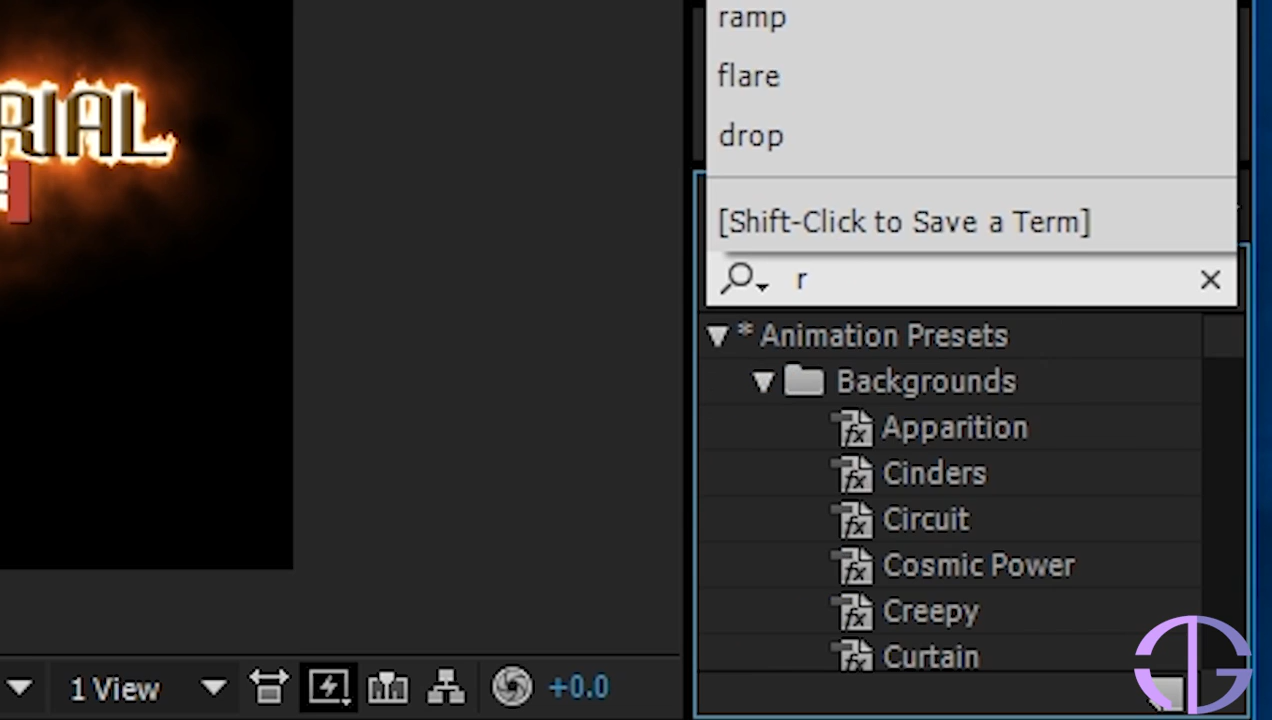 ramp
flare
drop
RIAL
[Shift-Click to Save a Term]
r
* Animation Presets
Backgrounds
Apparition
Cinders
Circuit
Cosmic Power
Creepy
Curtain
1 View
+0.0